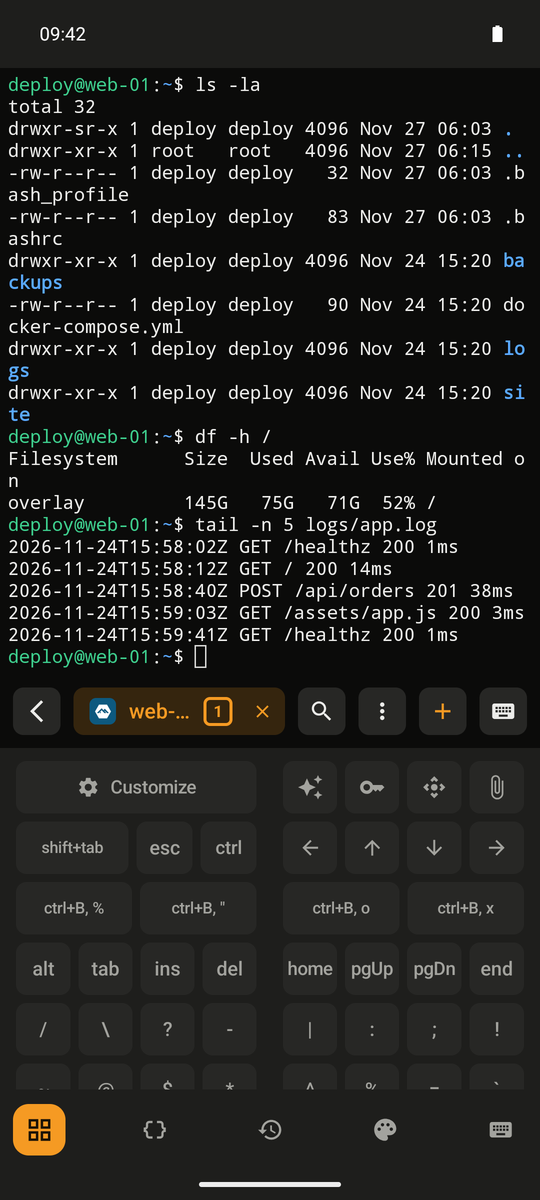 09:42
deploy@web-01:~$ ls -la
total 32
drwxr-sr-x 1 deploy deploy 4096 Nov 27 06:03 .
drwxr-xr-x 1 root   root   4096 Nov 27 06:15 ..
-rw-r--r-- 1 deploy deploy   32 Nov 27 06:03 .b
ash_profile
-rw-r--r-- 1 deploy deploy   83 Nov 27 06:03 .b
ashrc
drwxr-xr-x 1 deploy deploy 4096 Nov 24 15:20 ba
ckups
-rw-r--r-- 1 deploy deploy   90 Nov 24 15:20 do
cker-compose.yml
drwxr-xr-x 1 deploy deploy 4096 Nov 24 15:20 lo
gs
drwxr-xr-x 1 deploy deploy 4096 Nov 24 15:20 si
te
deploy@web-01:~$ df -h /
Filesystem      Size  Used Avail Use% Mounted o
n
overlay         145G   75G   71G  52% /
deploy@web-01:~$ tail -n 5 logs/app.log
2026-11-24T15:58:02Z GET /healthz 200 1ms
2026-11-24T15:58:12Z GET / 200 14ms
2026-11-24T15:58:40Z POST /api/orders 201 38ms
2026-11-24T15:59:03Z GET /assets/app.js 200 3ms
2026-11-24T15:59:41Z GET /healthz 200 1ms
deploy@web-01:~$
web-... 1
Customize
shift+tab esc ctrl
ctrl+B, % ctrl+B, " ctrl+B, o ctrl+B, x
alt tab ins del home pgUp pgDn end
/ \ ? - | : ; !
~ @ $ * ^ % = `